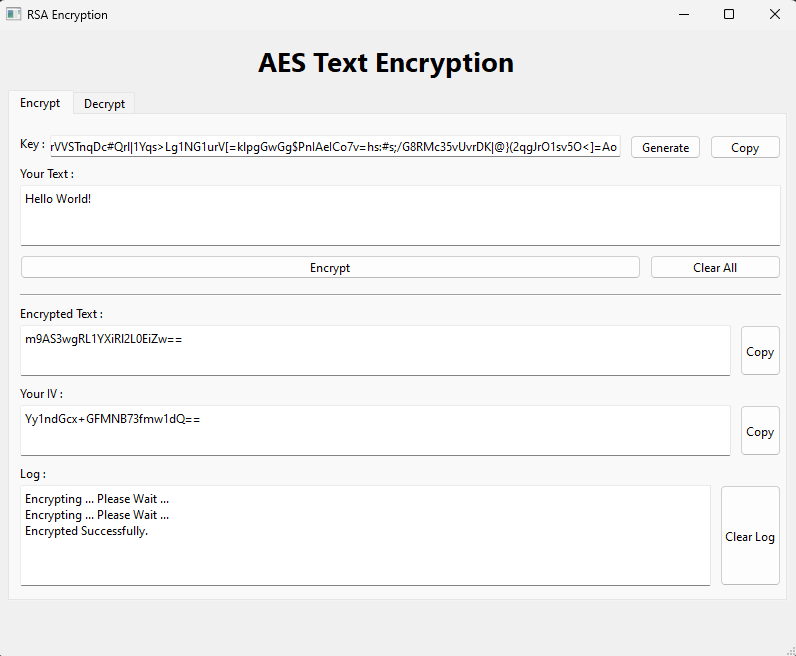 RSA Encryption
AES Text Encryption
Encrypt Decrypt
Key : rVVSTnqDc#Qrl|1Yqs>Lg1NG1urV[=kIpgGwGg$PnIAeICo7v=hs:#s;/G8RMc35vUvrDK|@}(2qgJrO1sv5O<]=Ao Generate Copy
Your Text :
Hello World!
Encrypt Clear All
Encrypted Text :
m9AS3wgRL1YXiRI2L0EiZw==
Copy
Your IV :
Yy1ndGcx+GFMNB73fmw1dQ==
Copy
Log :
Encrypting ... Please Wait ...
Encrypting ... Please Wait ...
Encrypted Successfully.
Clear Log